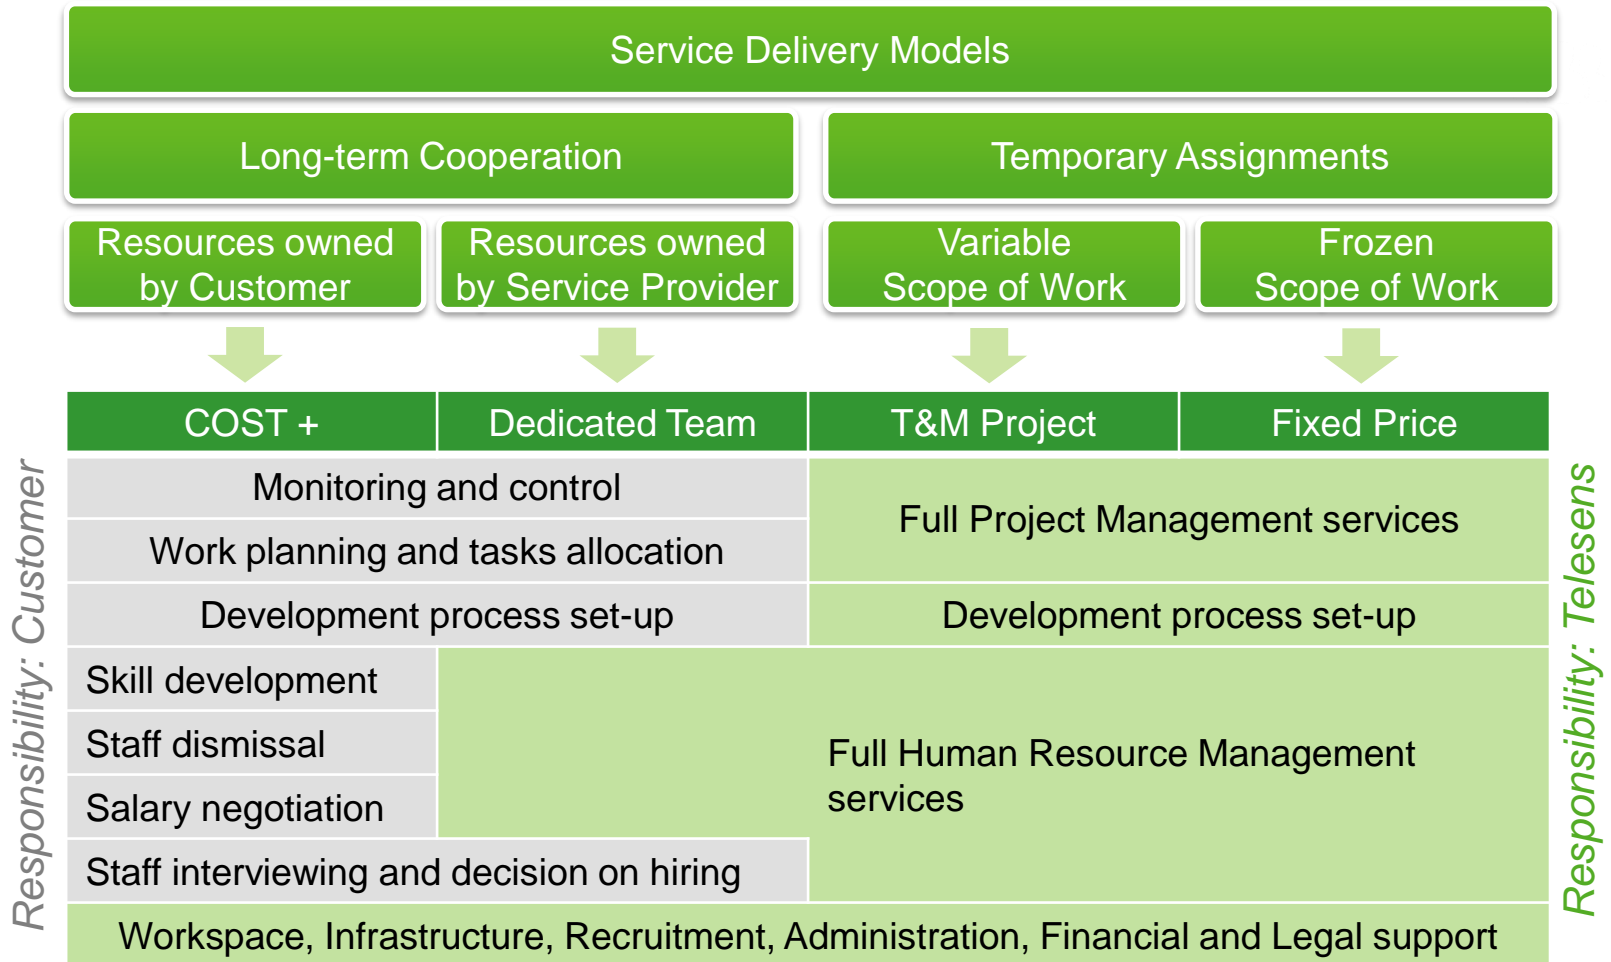 Service Delivery Models
Long-term Cooperation
Temporary Assignments
Resources owned
by Customer
Resources owned
by Service Provider
Variable
Scope of Work
Frozen
Scope of Work
COST +
Dedicated Team
T&M Project
Fixed Price
Responsibility: Customer
Monitoring and control
Work planning and tasks allocation
Full Project Management services
Development process set-up
Development process set-up
Skill development
Staff dismissal
Salary negotiation
Full Human Resource Management
services
Staff interviewing and decision on hiring
Workspace, Infrastructure, Recruitment, Administration, Financial and Legal support
Responsibility: Telesens